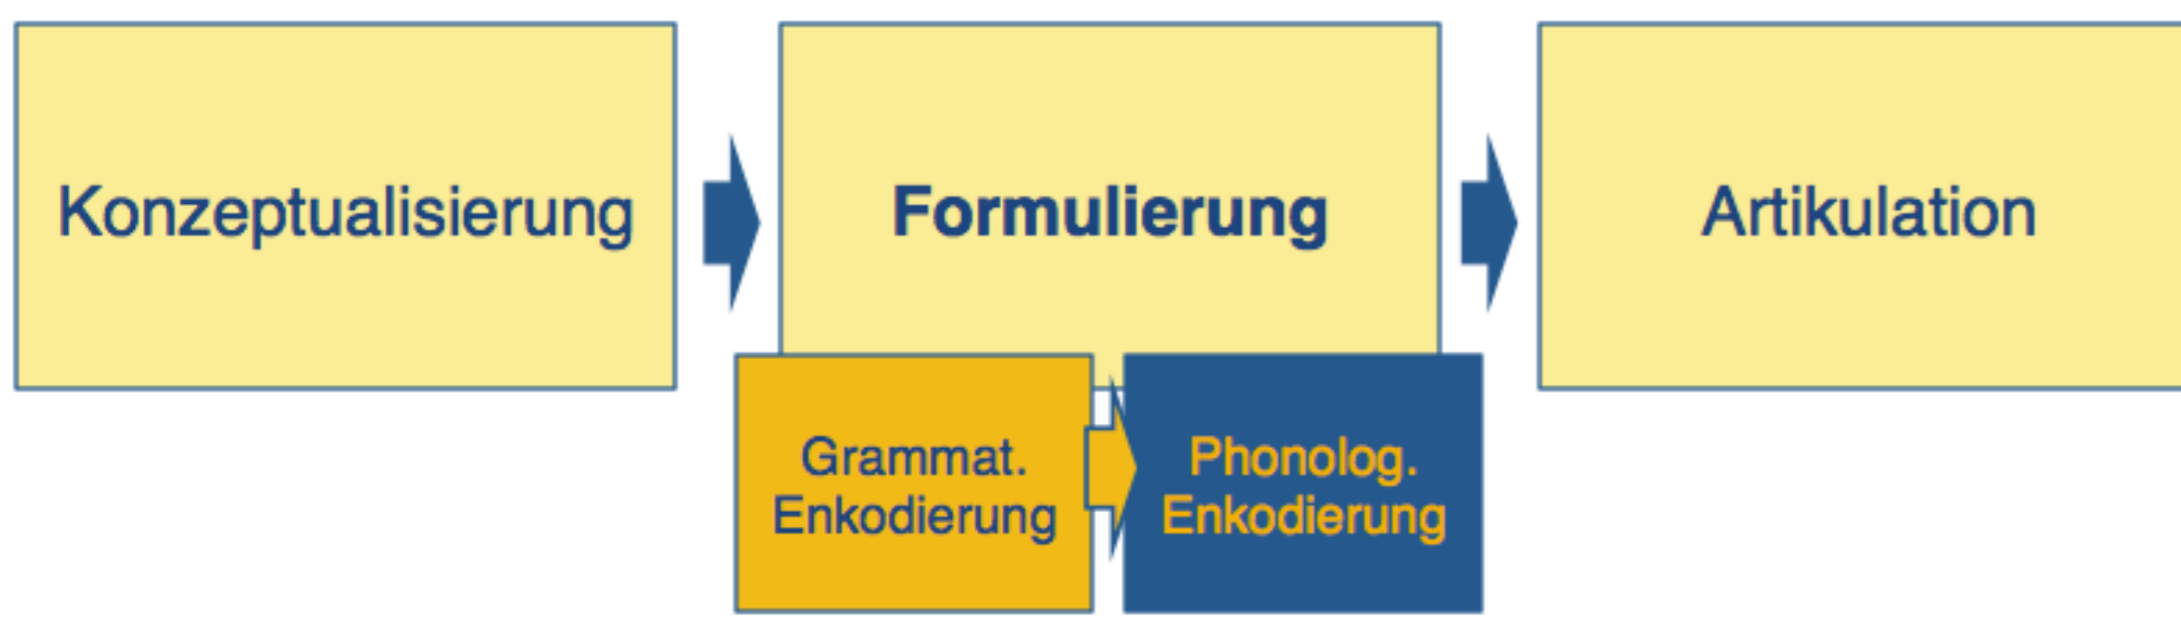 Konzeptualisierung
Formulierung
Artikulation
Grammat.
Enkodierung
Phonolog.
Enkodierung